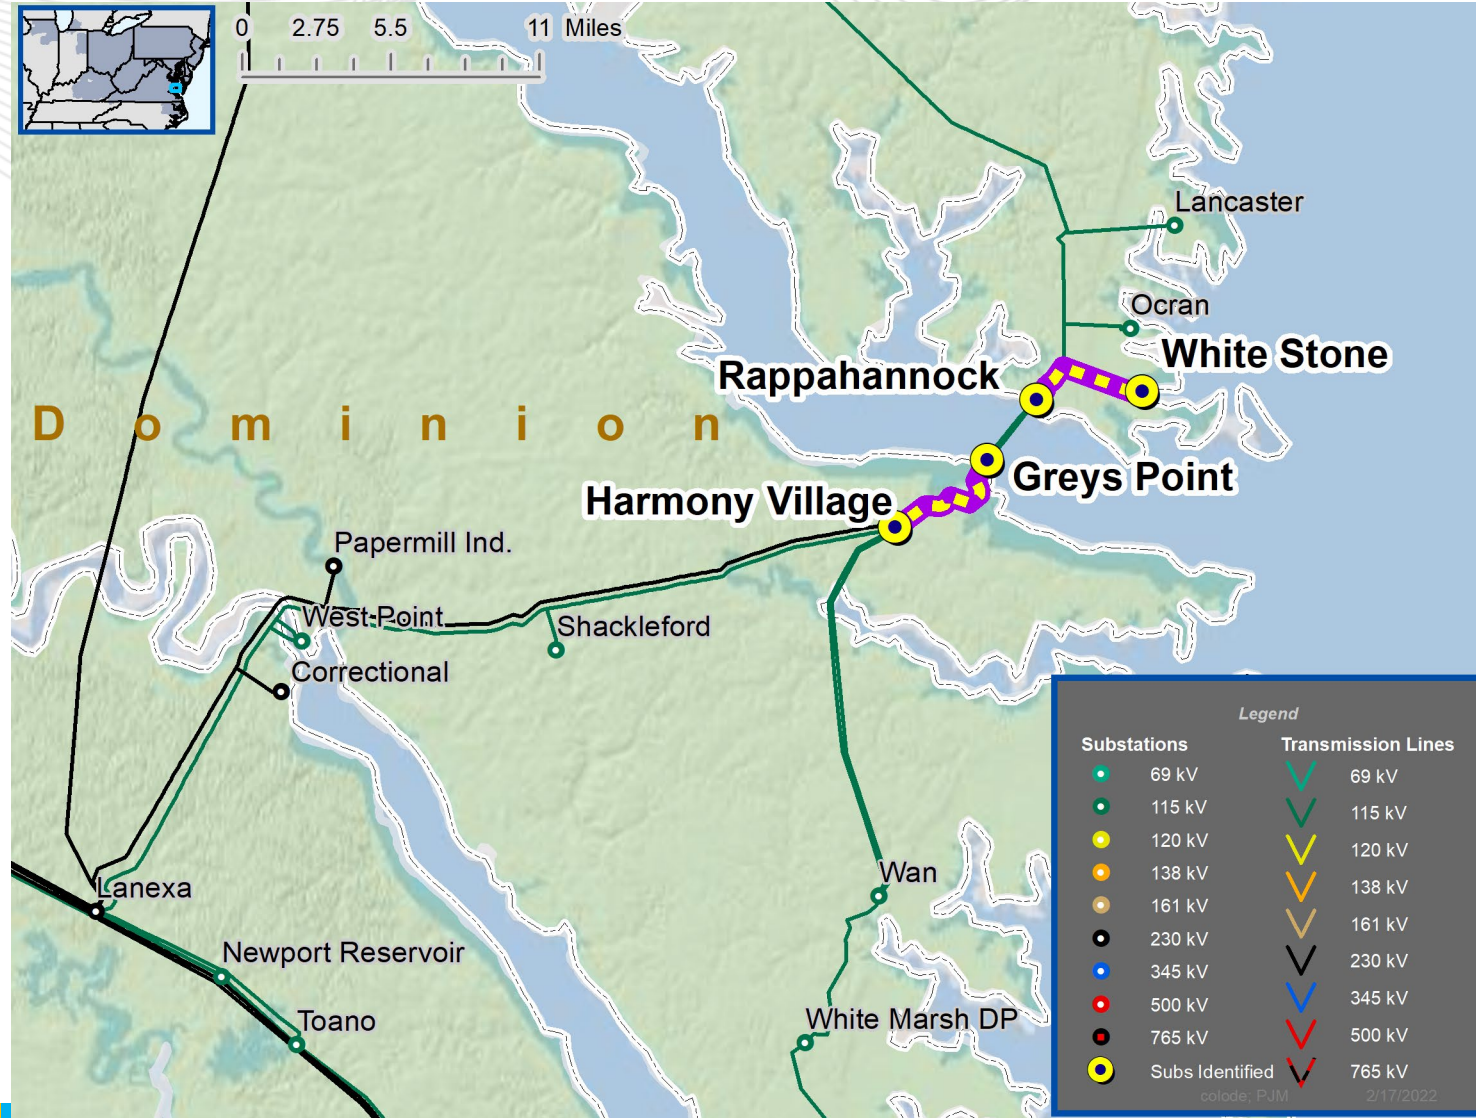 0 2.75 5.5 11 Miles
Lancaster
Ocran
White Stone
Rappahannock
D o m i n i o n
Greys Point
Harmony Village
Papermill Ind.
West Point
Shackleford
Correctional
Wan
Lanexa
Newport Reservoir
Toano
White Marsh DP
Legend
Substations Transmission Lines
69 kV 69 kV
115 kV 115 kV
120 kV 120 kV
138 kV 138 kV
161 kV 161 kV
230 kV 230 kV
345 kV 345 kV
500 kV 500 kV
765 kV 765 kV
Subs Identified
colode; PJM 2/17/2022